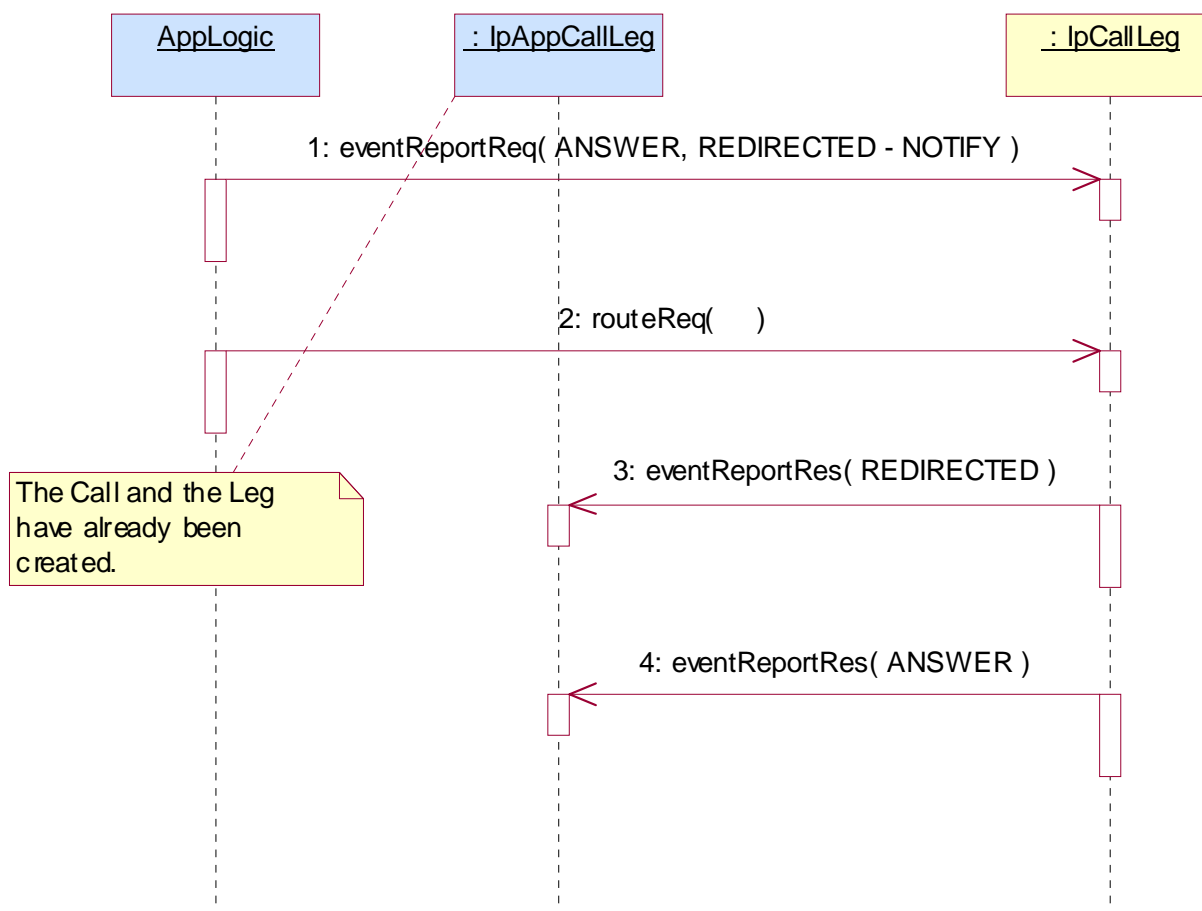 AppLogic
: IpAppCallLeg
: IpCallLeg
1: eventReportReq( ANSWER, REDIRECTED - NOTIFY )
2: routeReq( )
3: eventReportRes( REDIRECTED )
The Call and the Leg
have already been
created.
4: eventReportRes( ANSWER )